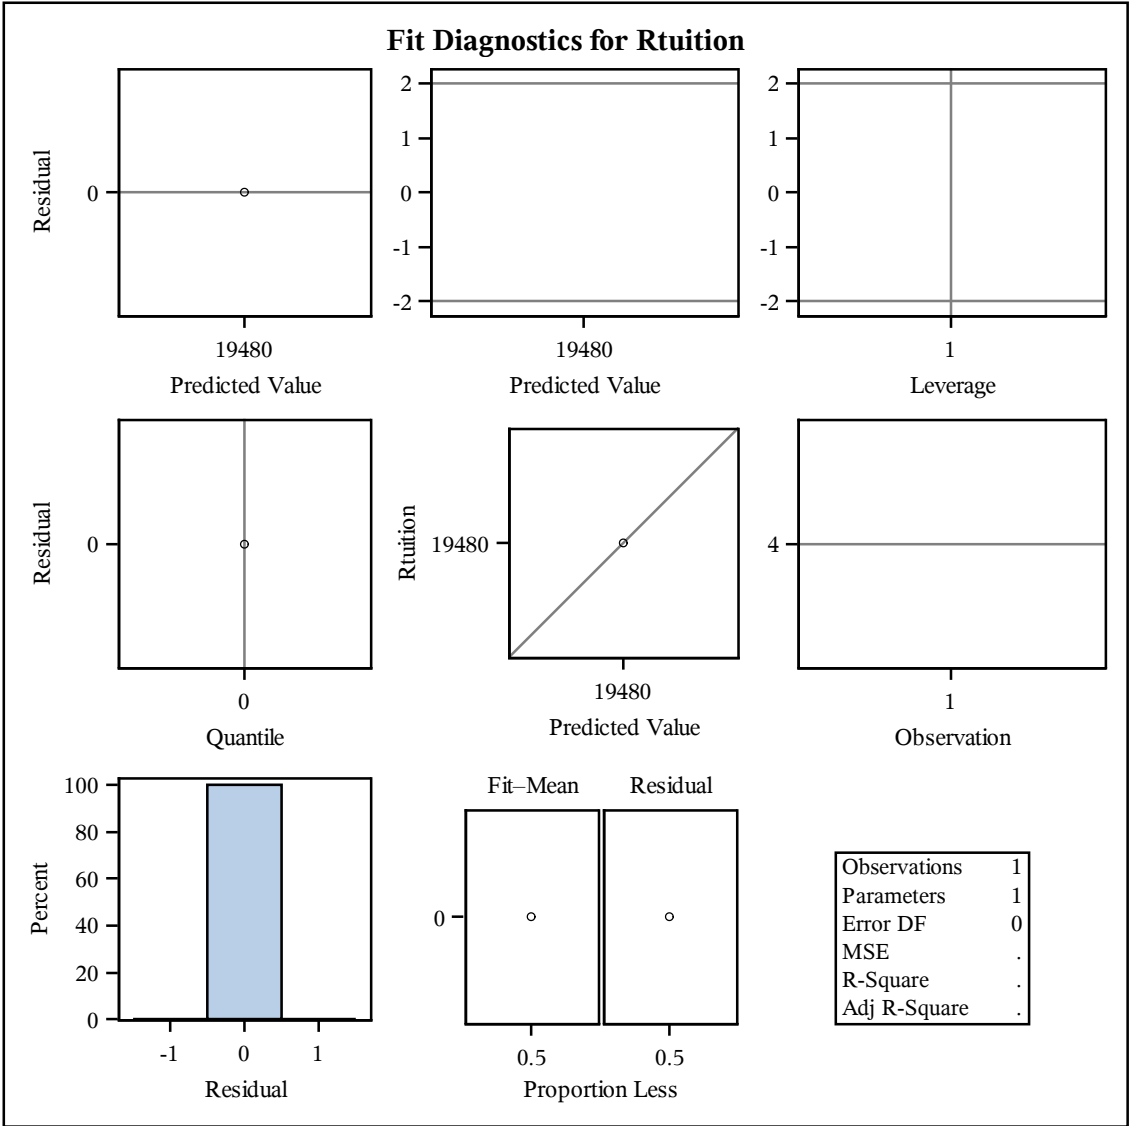 Fit Diagnostics for Rtuition
Residual
0
19480
Predicted Value
2
1
0
-1
-2
19480
Predicted Value
2
1
0
-1
-2
1
Leverage
Residual
0
0
Quantile
Rtuition
19480
19480
Predicted Value
4
1
Observation
Percent
100
80
60
40
20
0
-1 0 1
Residual
Fit–Mean Residual
0
0.5 0.5
Proportion Less
Observations 1
Parameters 1
Error DF 0
MSE .
R-Square .
Adj R-Square .